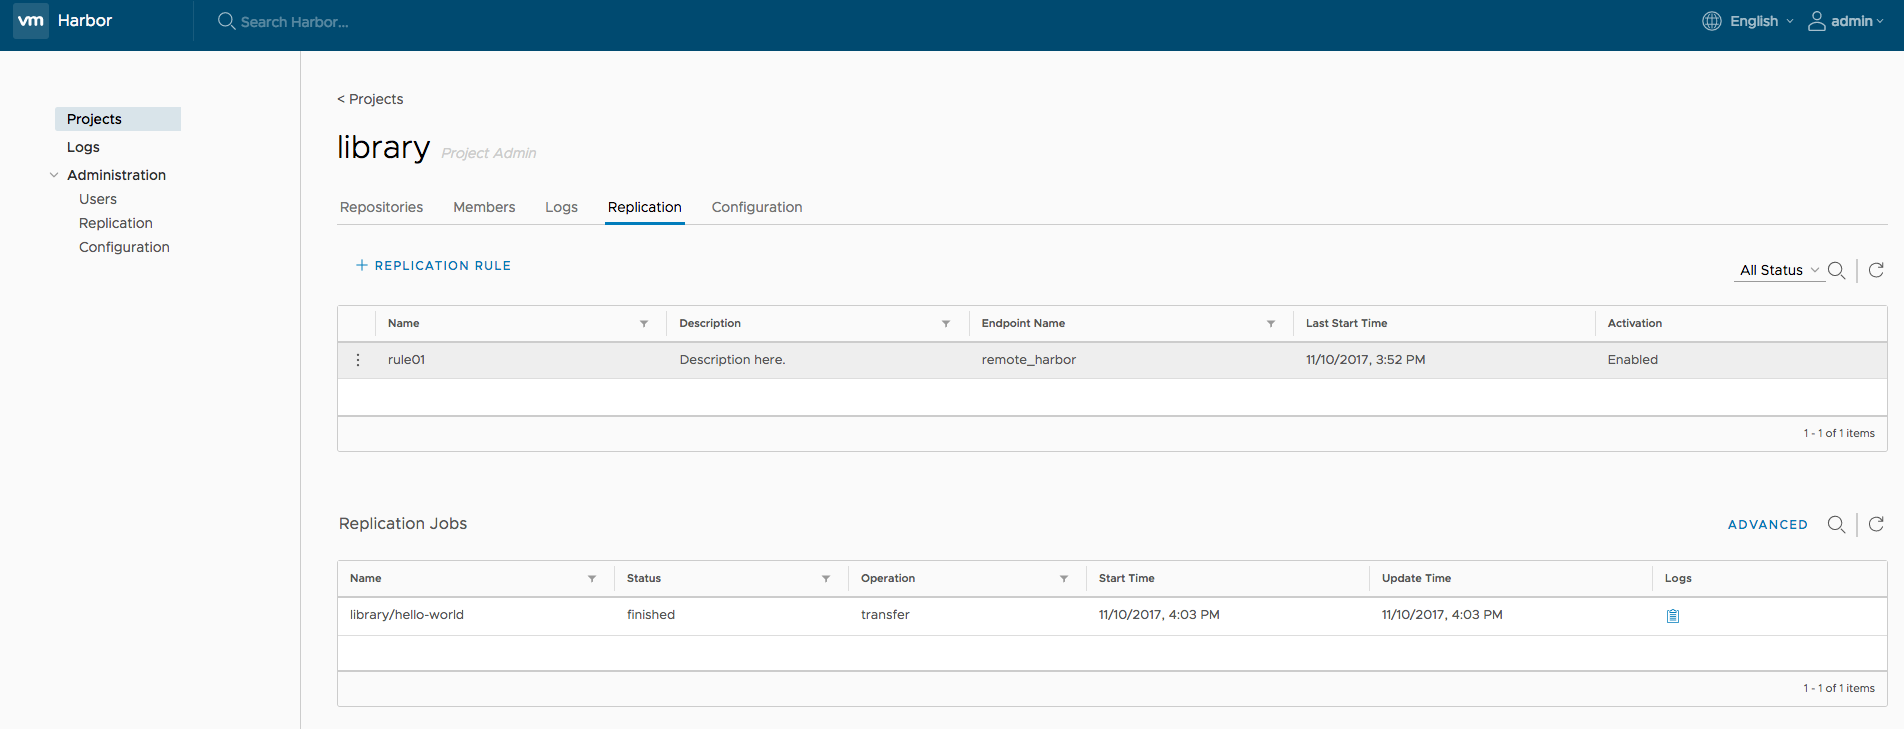 vm Harbor Search Harbor... English admin
< Projects
Projects
library Project Admin
Logs
Administration
Users
Replication
Configuration
Repositories Members Logs Replication Configuration
+ REPLICATION RULE All Status
Name Description Endpoint Name Last Start Time Activation
rule01 Description here. remote_harbor 11/10/2017, 3:52 PM Enabled
1 - 1 of 1 items
Replication Jobs ADVANCED
Name Status Operation Start Time Update Time Logs
library/hello-world finished transfer 11/10/2017, 4:03 PM 11/10/2017, 4:03 PM
1 - 1 of 1 items